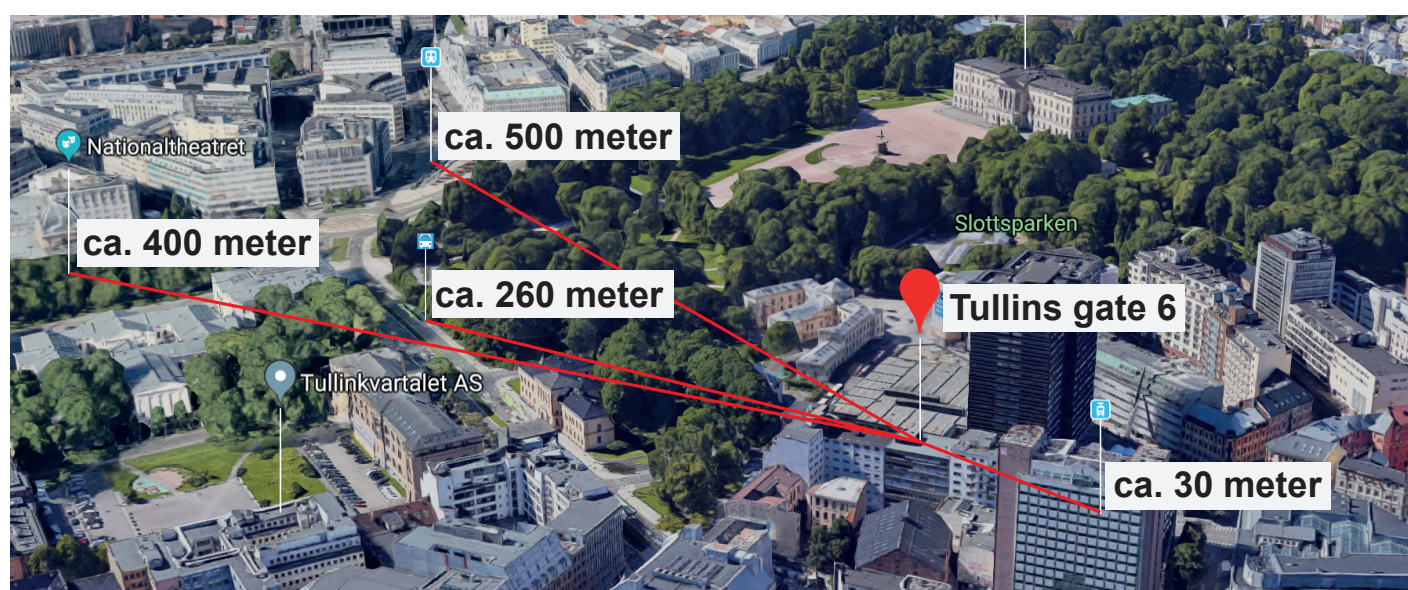 ca. 500 meter
Nationaltheatret
Slottsparken
ca. 400 meter
ca. 260 meter
Tullins gate 6
Tullinkvartalet AS
ca. 30 meter